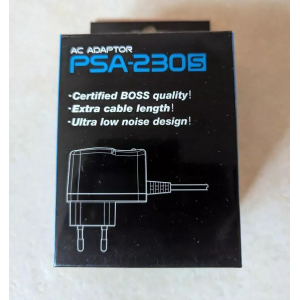 AC ADAPTOR
PSA-230S
Certified BOSS quality!
Extra cable length!
Ultra low noise design!